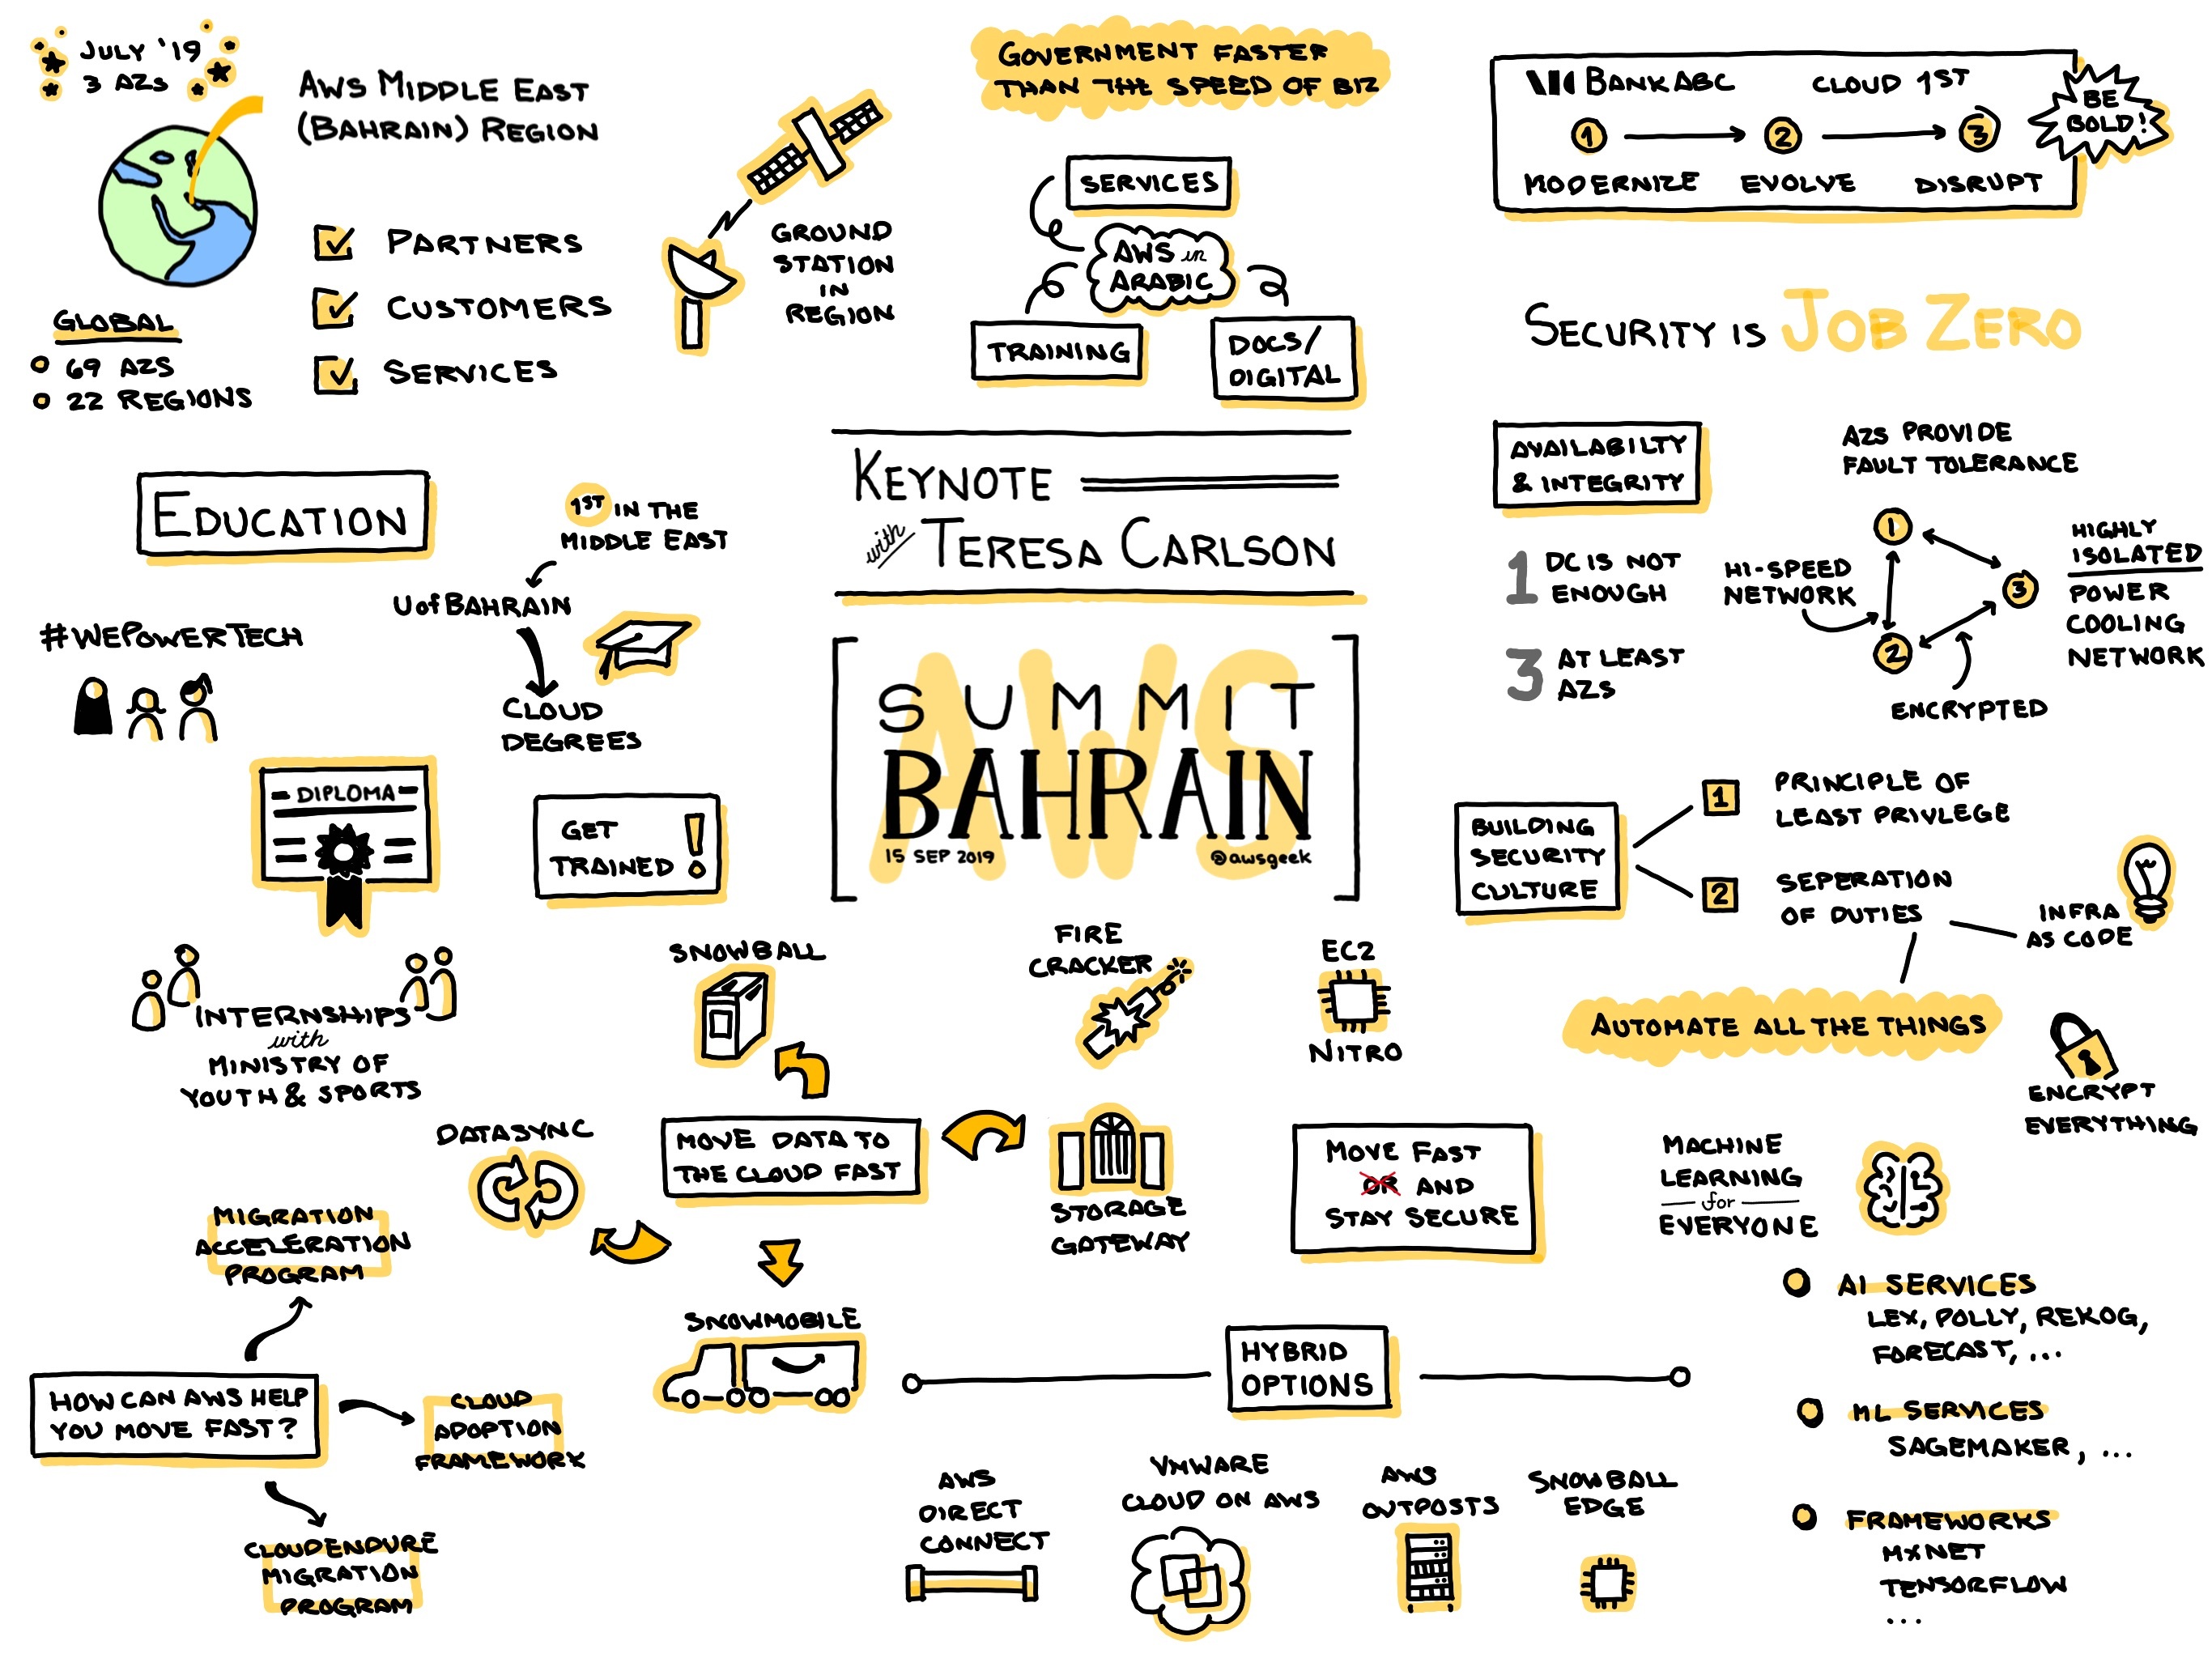 JULY '19
3 AZS
AWS MIDDLE EAST
(BAHRAIN) REGION
PARTNERS
CUSTOMERS
SERVICES
GLOBAL
69 AZS
22 REGIONS
GROUND
STATION
IN
REGION
GOVERNMENT FASTER
THAN THE SPEED OF BIZ
SERVICES
AWS in
ARABIC
TRAINING
DOCS/
DIGITAL
BANK ABC
CLOUD 1ST
1
2
3
MODERNIZE
EVOLVE
DISRUPT
BE
BOLD!
SECURITY IS JOB ZERO
KEYNOTE
with TERESA CARLSON
AWS
SUMMIT
BAHRAIN
15 SEP 2019
@awsgeek
EDUCATION
1ST IN THE
MIDDLE EAST
U of BAHRAIN
CLOUD
DEGREES
#WEPOWERTECH
DIPLOMA
GET
TRAINED
!
INTERNSHIPS
with
MINISTRY OF
YOUTH & SPORTS
AVAILABILTY
& INTEGRITY
1 DC IS NOT
ENOUGH
3 AT LEAST
AZS
AZS PROVIDE
FAULT TOLERANCE
1
2
3
HI-SPEED
NETWORK
ENCRYPTED
HIGHLY
ISOLATED
POWER
COOLING
NETWORK
BUILDING
SECURITY
CULTURE
1 PRINCIPLE OF
LEAST PRIVLEGE
2 SEPERATION
OF DUTIES
INFRA
AS CODE
AUTOMATE ALL THE THINGS
ENCRYPT
EVERYTHING
SNOWBALL
FIRE
CRACKER
EC2
NITRO
DATASYNC
MOVE DATA TO
THE CLOUD FAST
STORAGE
GATEWAY
SNOWMOBILE
MOVE FAST
OR AND
STAY SECURE
MACHINE
LEARNING
for
EVERYONE
AI SERVICES
LEX, POLLY, REKOG,
FORECAST, ...
ML SERVICES
SAGEMAKER, ...
FRAMEWORKS
MXNET
TENSORFLOW
...
MIGRATION
ACCELERATION
PROGRAM
HOW CAN AWS HELP
YOU MOVE FAST?
CLOUD
ADOPTION
FRAMEWORK
CLOUDENDURE
MIGRATION
PROGRAM
HYBRID
OPTIONS
AWS
DIRECT
CONNECT
VMWARE
CLOUD ON AWS
AWS
OUTPOSTS
SNOWBALL
EDGE